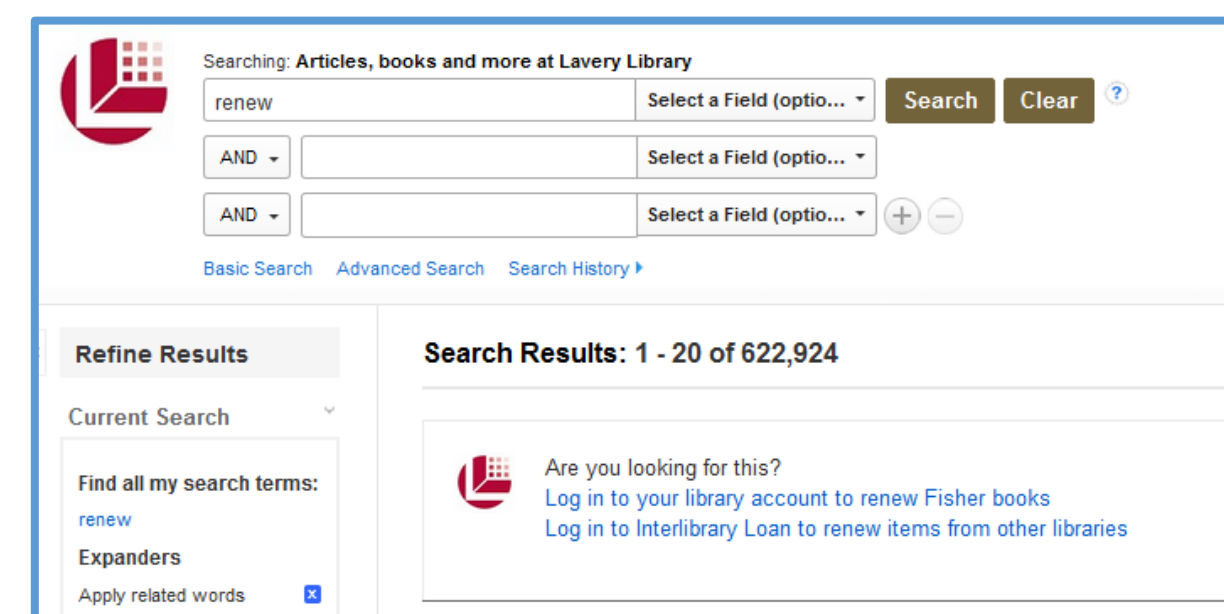 Searching: Articles, books and more at Lavery Library
renew Select a Field (optio... Search Clear ?
AND Select a Field (optio...
AND Select a Field (optio... + −
Basic Search Advanced Search Search History
Refine Results
Current Search
Find all my search terms:
renew
Expanders
Apply related words x
Search Results: 1 - 20 of 622,924
Are you looking for this?
Log in to your library account to renew Fisher books
Log in to Interlibrary Loan to renew items from other libraries